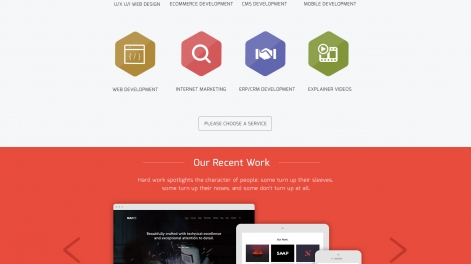 U/X U/I WEB DESIGN
ECOMMERCE DEVELOPMENT
CMS DEVELOPMENT
MOBILE DEVELOPMENT
WEB DEVELOPMENT
INTERNET MARKETING
ERP/CRM DEVELOPMENT
EXPLAINER VIDEOS
PLEASE CHOOSE A SERVICE
Our Recent Work
Hard work spotlights the character of people: some turn up their sleeves,
some turn up their noses, and some don't turn up at all.
Beautifully crafted with technical excellence
and exceptional attention to detail.
SMP